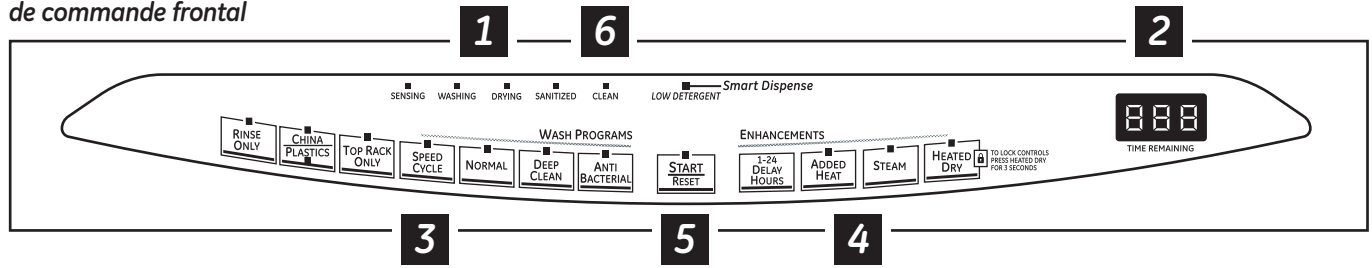 de commande frontal
1 6 2
SENSING WASHING DRYING SANITIZED CLEAN LOW DETERGENT Smart Dispense
888
TIME REMAINING
WASH PROGRAMS ENHANCEMENTS
RINSE
ONLY
CHINA
PLASTICS
TOP RACK
ONLY
SPEED
CYCLE
NORMAL
DEEP
CLEAN
ANTI
BACTERIAL
START
RESET
1-24
DELAY
HOURS
ADDED
HEAT
STEAM
HEATED
DRY
TO LOCK CONTROLS
PRESS HEATED DRY
FOR 3 SECONDS
3 5 4